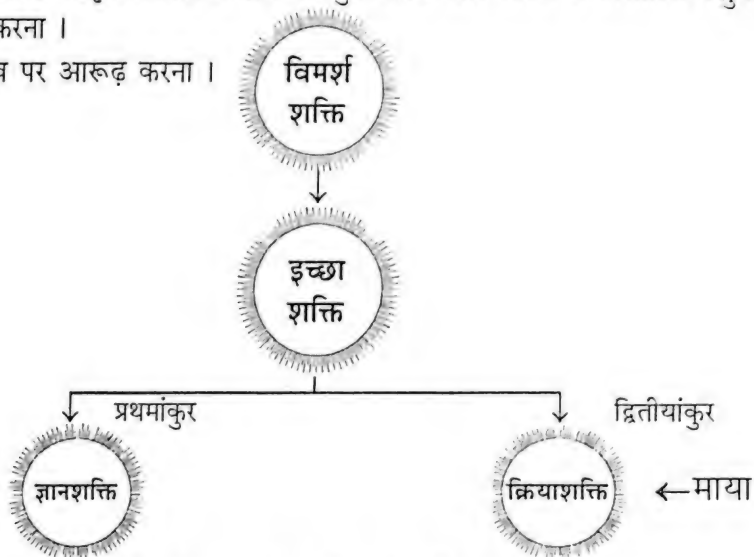 करना ।
पर आरूढ़ करना ।
विमर्श
शक्ति
इच्छा
शक्ति
प्रथमांकुर
द्वितीयांकुर
ज्ञानशक्ति
क्रियाशक्ति
←माया